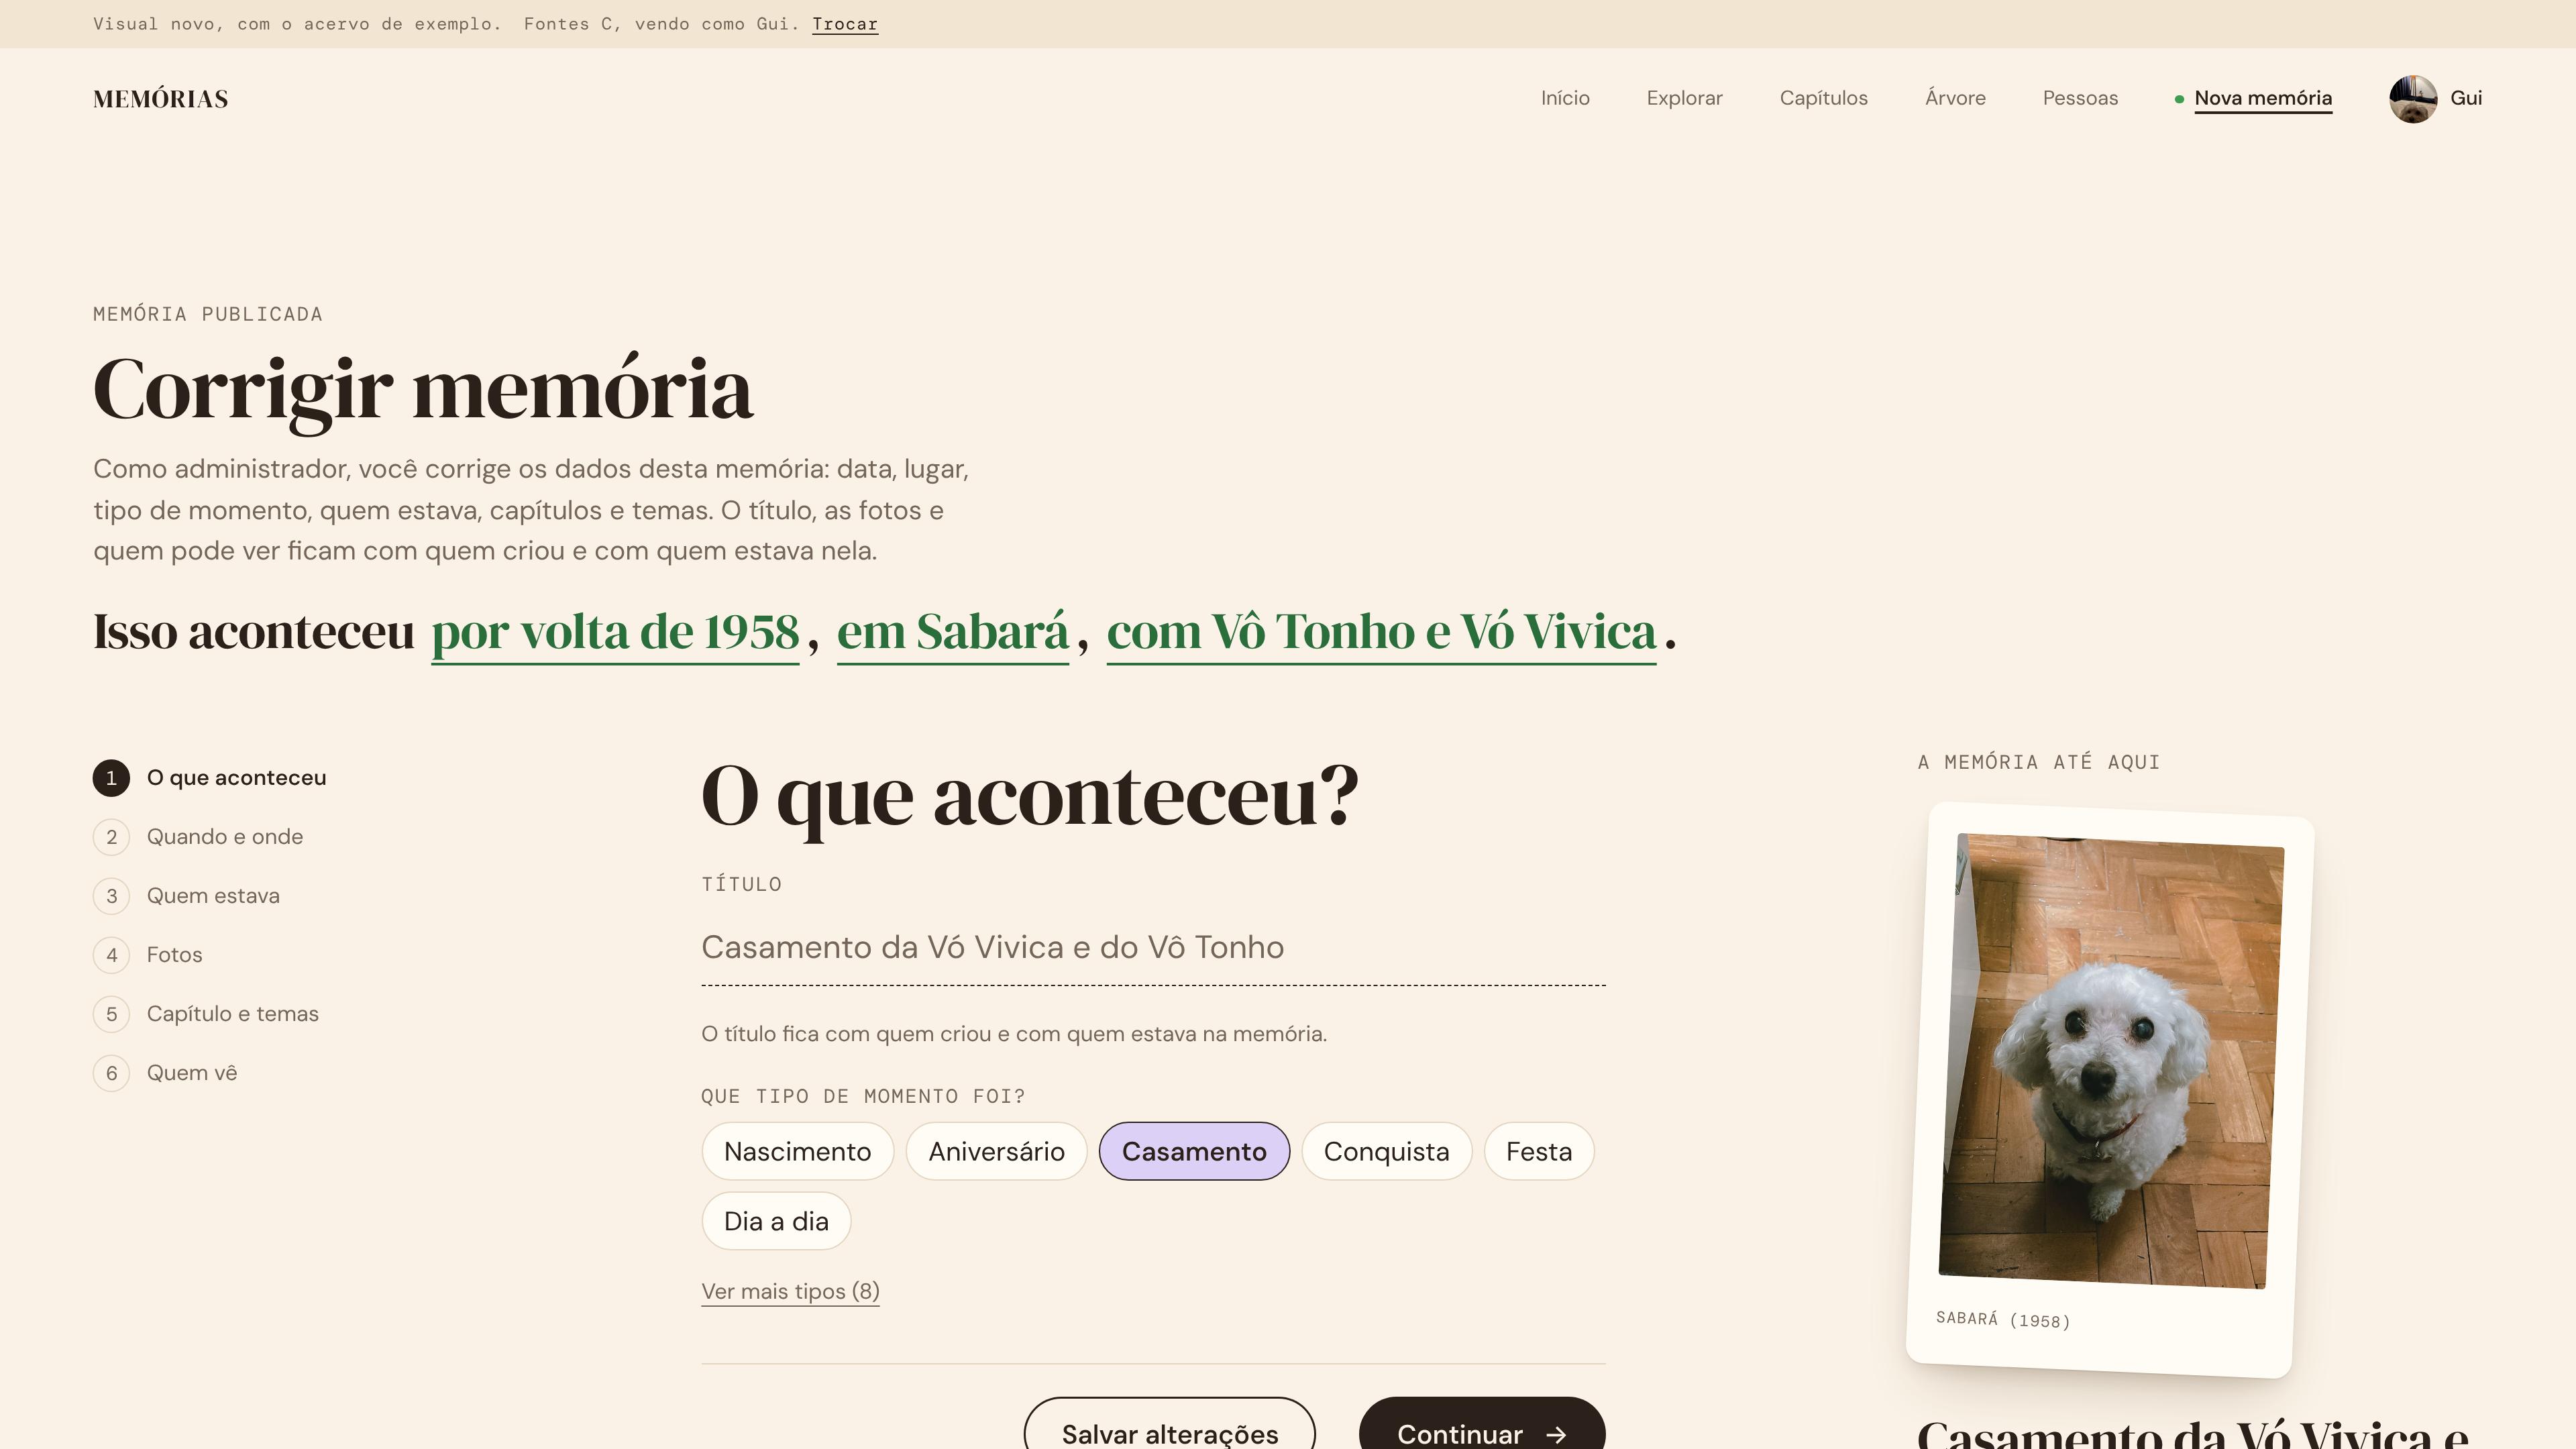 Visual novo, com o acervo de exemplo. Fontes C, vendo como Gui. Trocar
MEMÓRIAS
Início
Explorar
Capítulos
Árvore
Pessoas
Nova memória
Gui
MEMÓRIA PUBLICADA
Corrigir memória
Como administrador, você corrige os dados desta memória: data, lugar,
tipo de momento, quem estava, capítulos e temas. O título, as fotos e
quem pode ver ficam com quem criou e com quem estava nela.
Isso aconteceu por volta de 1958, em Sabará, com Vô Tonho e Vó Vivica.
1 O que aconteceu
2 Quando e onde
3 Quem estava
4 Fotos
5 Capítulo e temas
6 Quem vê
O que aconteceu?
TÍTULO
Casamento da Vó Vivica e do Vô Tonho
O título fica com quem criou e com quem estava na memória.
QUE TIPO DE MOMENTO FOI?
Nascimento
Aniversário
Casamento
Conquista
Festa
Dia a dia
Ver mais tipos (8)
Salvar alterações
Continuar →
A MEMÓRIA ATÉ AQUI
SABARÁ (1958)
Casamento da Vó Vivica e